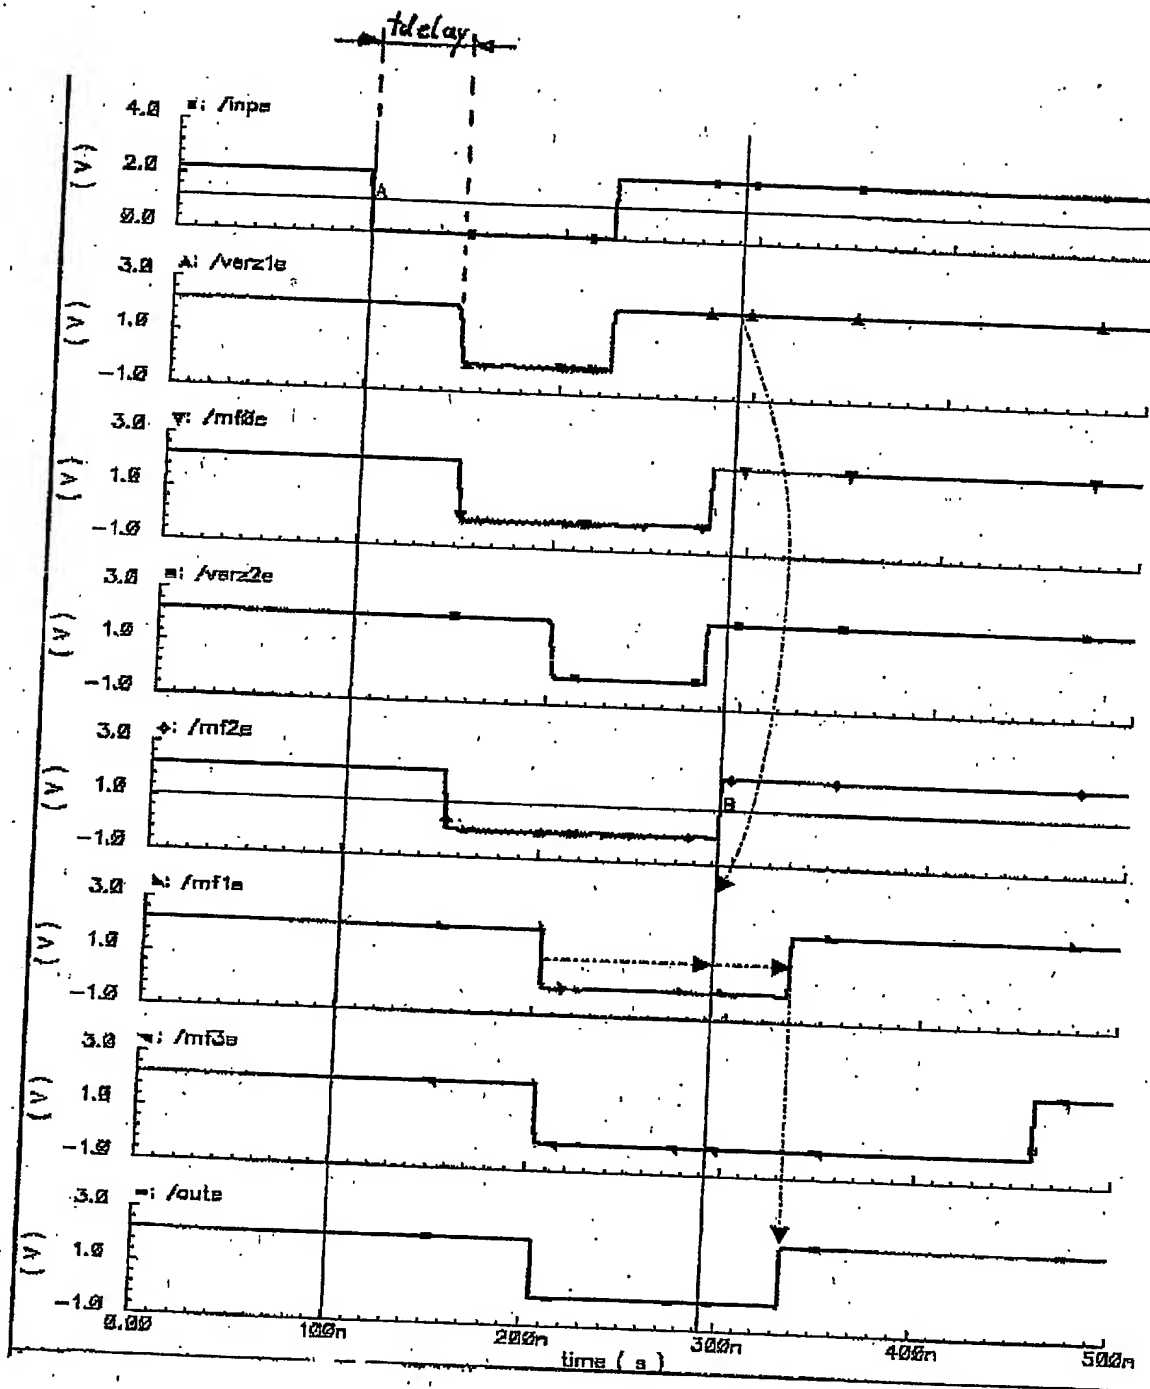 tdelay
4.0 ▪: /inpe
(V) 2.0
A
0.0
3.0 ▴: /verz1e
(V) 1.0
-1.0
3.0 ▾: /mf0e
(V) 1.0
-1.0
3.0 ▪: /verz2e
(V) 1.0
-1.0
3.0 ⋄: /mf2e
(V) 1.0
B
-1.0
3.0 ◣: /mf1e
(V) 1.0
-1.0
3.0 ◥: /mf3e
(V) 1.0
-1.0
3.0 -: /oute
(V) 1.0
-1.0
0.00 100n 200n 300n 400n 500n
time ( s )